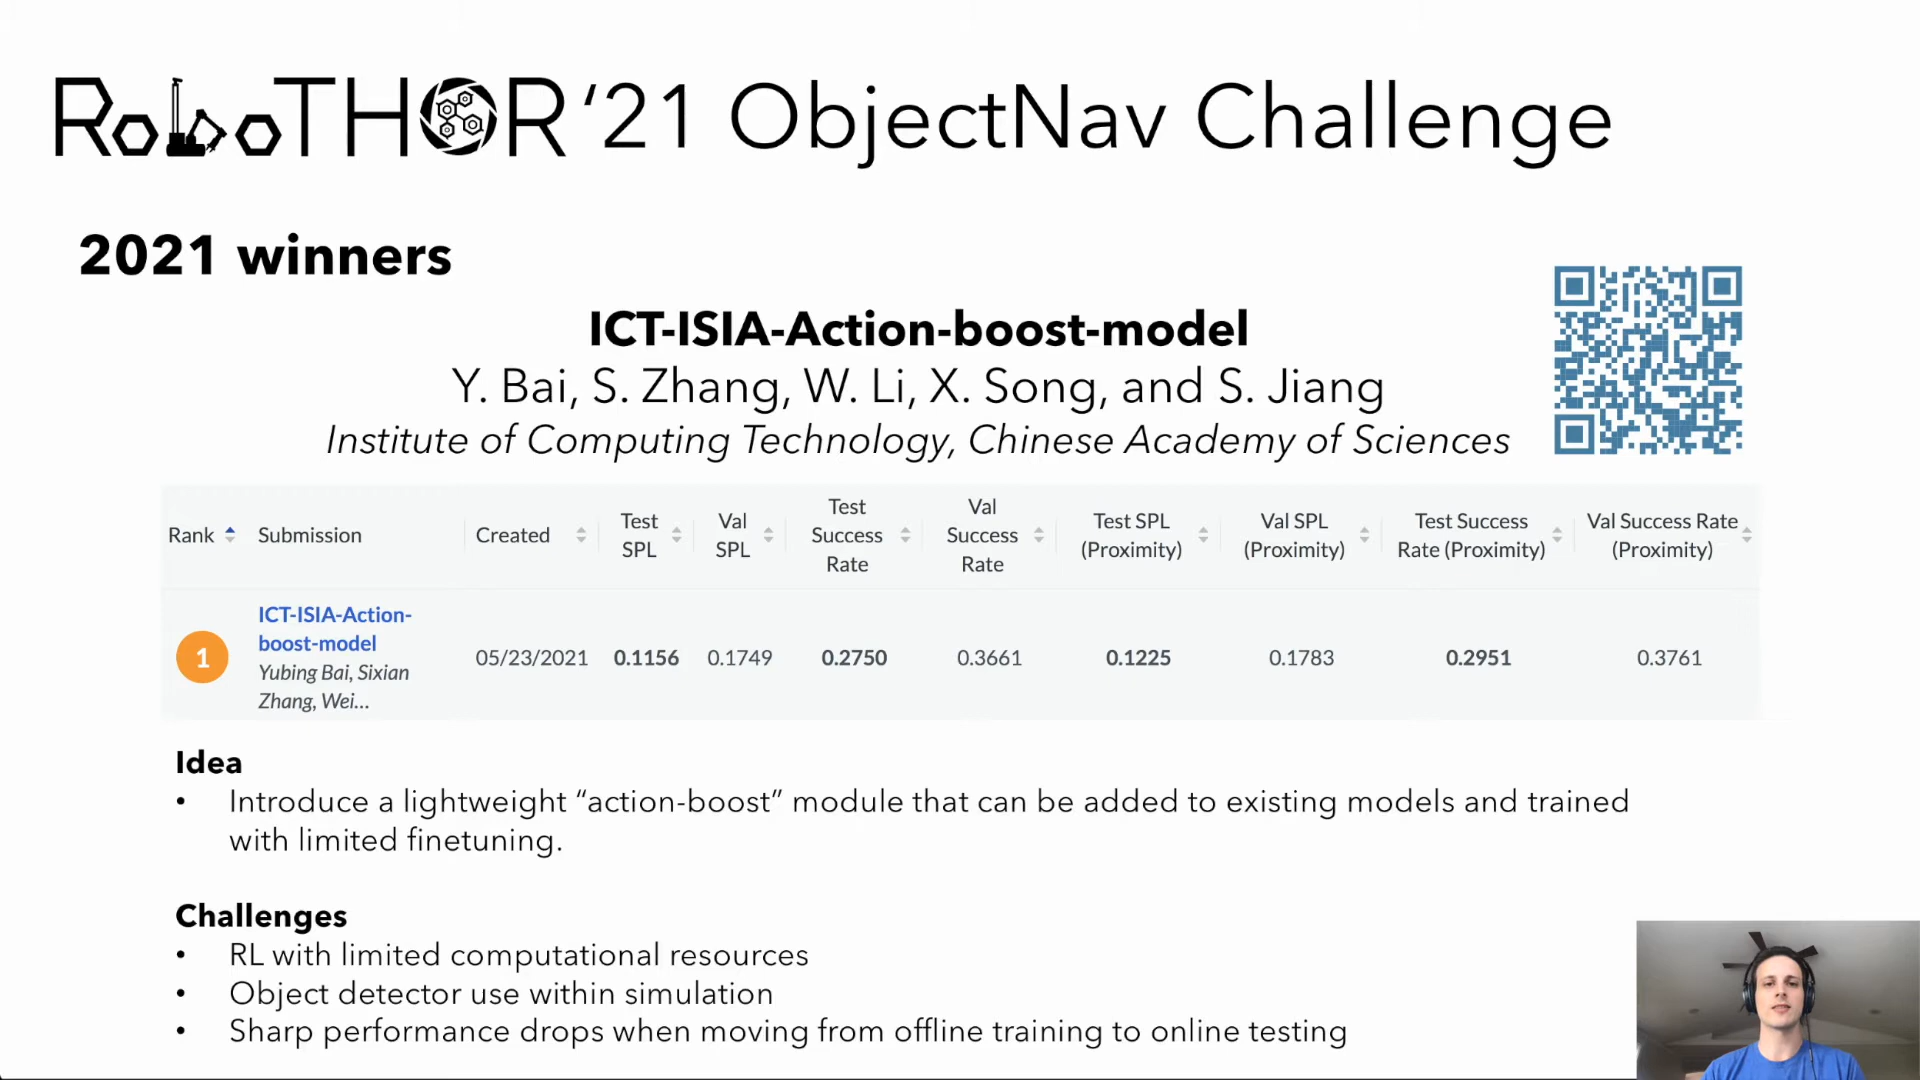 RoboTHOR '21 ObjectNav Challenge
2021 winners
ICT-ISIA-Action-boost-model
Y. Bai, S. Zhang, W. Li, X. Song, and S. Jiang
Institute of Computing Technology, Chinese Academy of Sciences
Rank Submission Created Test SPL Val SPL Test Success Rate Val Success Rate Test SPL (Proximity) Val SPL (Proximity) Test Success Rate (Proximity) Val Success Rate (Proximity)
1 ICT-ISIA-Action-boost-model Yubing Bai, Sixian Zhang, Wei... 05/23/2021 0.1156 0.1749 0.2750 0.3661 0.1225 0.1783 0.2951 0.3761
Idea
• Introduce a lightweight “action-boost” module that can be added to existing models and trained
with limited finetuning.
Challenges
• RL with limited computational resources
• Object detector use within simulation
• Sharp performance drops when moving from offline training to online testing